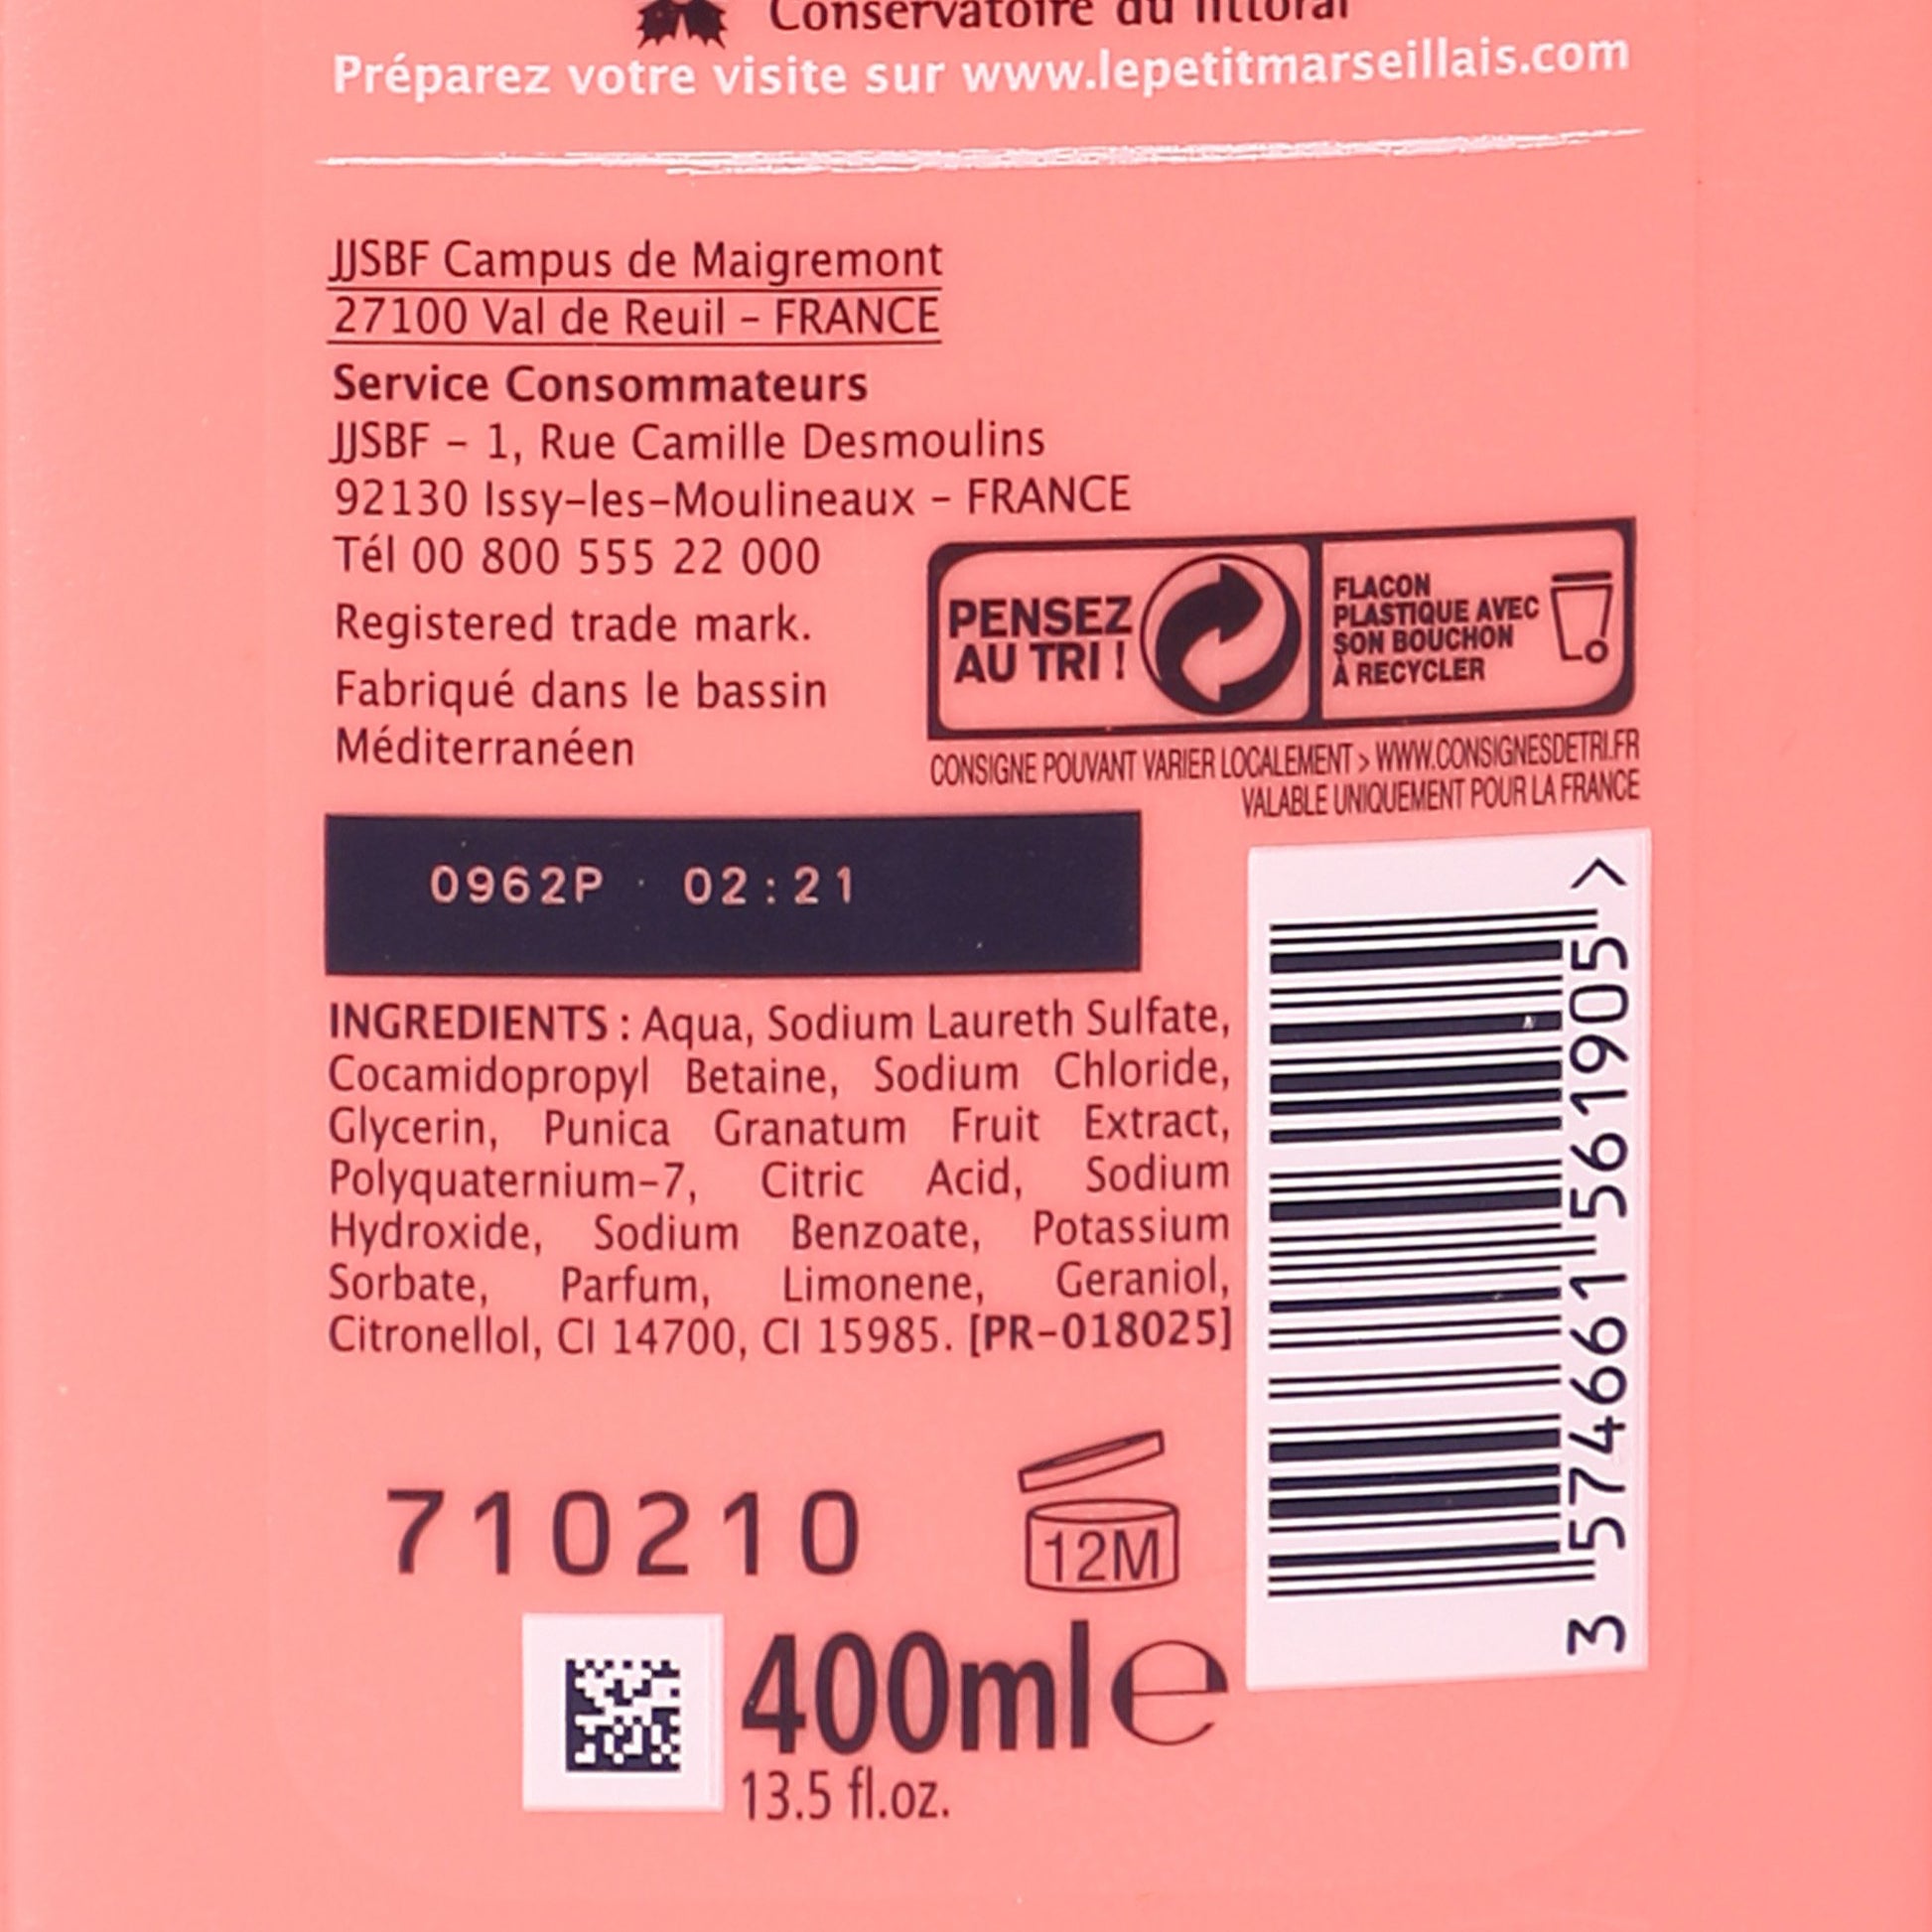 Conservatoire du littoral
Préparez votre visite sur www.lepetitmarseillais.com
JJSBF Campus de Maigremont
27100 Val de Reuil – FRANCE
Service Consommateurs
JJSBF – 1, Rue Camille Desmoulins
92130 Issy-les-Moulineaux – FRANCE
Tél 00 800 555 22 000
Registered trade mark.
Fabriqué dans le bassin
Méditerranéen
PENSEZ
AU TRI !
FLACON
PLASTIQUE AVEC
SON BOUCHON
À RECYCLER
CONSIGNE POUVANT VARIER LOCALEMENT > WWW.CONSIGNESDETRI.FR
VALABLE UNIQUEMENT POUR LA FRANCE
0962P · 02:21
INGREDIENTS : Aqua, Sodium Laureth Sulfate,
Cocamidopropyl Betaine, Sodium Chloride,
Glycerin, Punica Granatum Fruit Extract,
Polyquaternium-7, Citric Acid, Sodium
Hydroxide, Sodium Benzoate, Potassium
Sorbate, Parfum, Limonene, Geraniol,
Citronellol, CI 14700, CI 15985. [PR-018025]
3 574661 561905 >
710210
12M
400ml e
13.5 fl.oz.